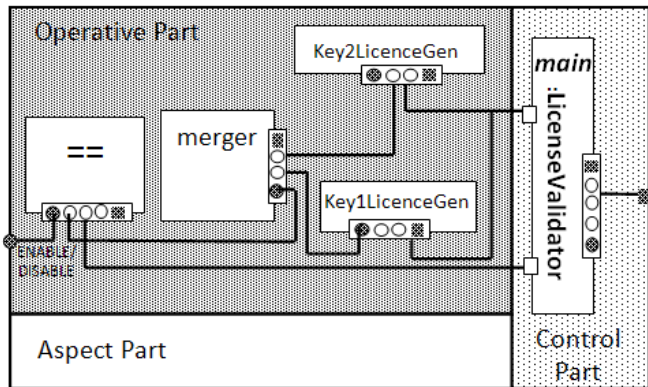 Operative Part
Key2LicenceGen
main
:LicenseValidator
==
merger
Key1LicenceGen
ENABLE/
DISABLE
Aspect Part
Control
Part